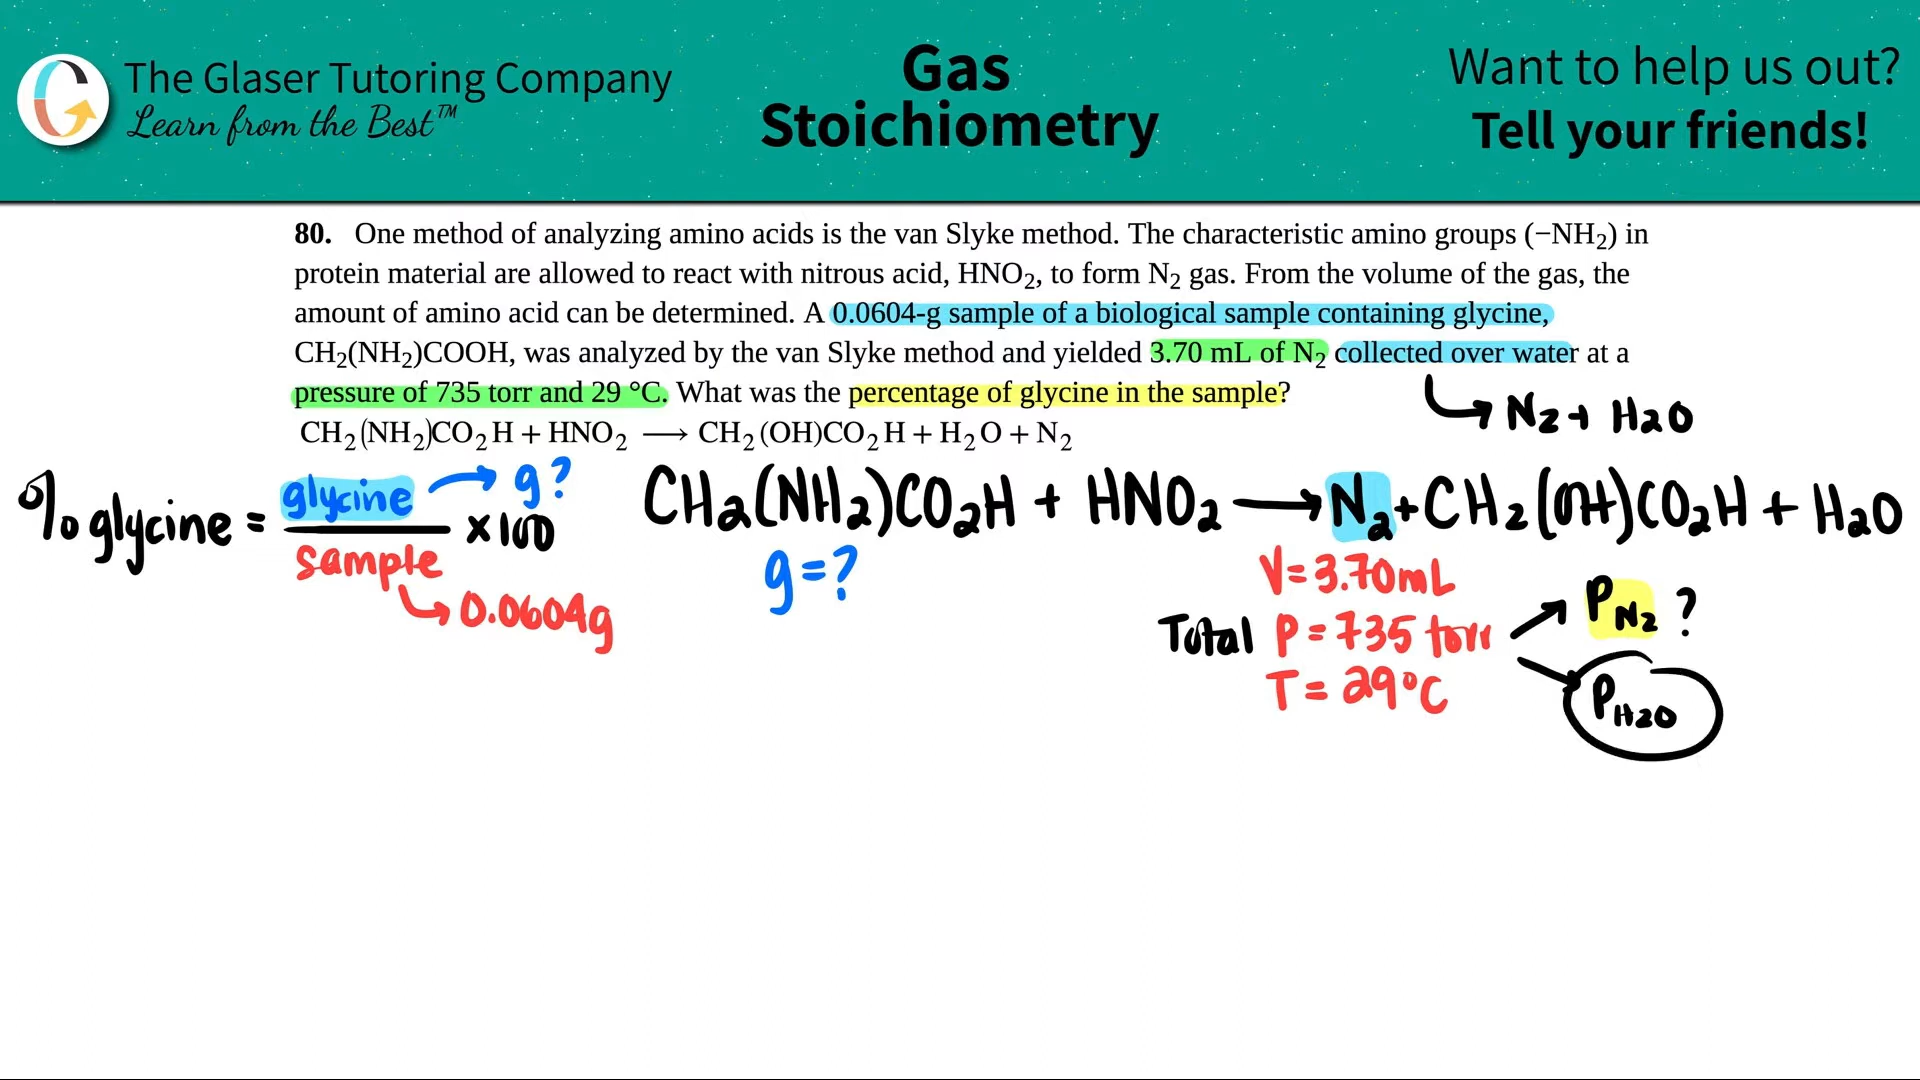 The Glaser Tutoring Company
Learn from the Best™
Gas
Stoichiometry
Want to help us out?
Tell your friends!
80. One method of analyzing amino acids is the van Slyke method. The characteristic amino groups (−NH₂) in
protein material are allowed to react with nitrous acid, HNO₂, to form N₂ gas. From the volume of the gas, the
amount of amino acid can be determined. A 0.0604-g sample of a biological sample containing glycine,
CH₂(NH₂)COOH, was analyzed by the van Slyke method and yielded 3.70 mL of N₂ collected over water at a
pressure of 735 torr and 29 °C. What was the percentage of glycine in the sample?
N₂ + H₂O
CH₂(NH₂)CO₂H + HNO₂ ⟶ CH₂(OH)CO₂H + H₂O + N₂
% glycine = glycine → g? / sample x 100
↳ 0.0604g
CH₂(NH₂)CO₂H + HNO₂ → N₂ + CH₂(OH)CO₂H + H₂O
g = ?
V = 3.70mL
Total P = 735 torr
T = 29°C
P N₂ ?
P H₂O